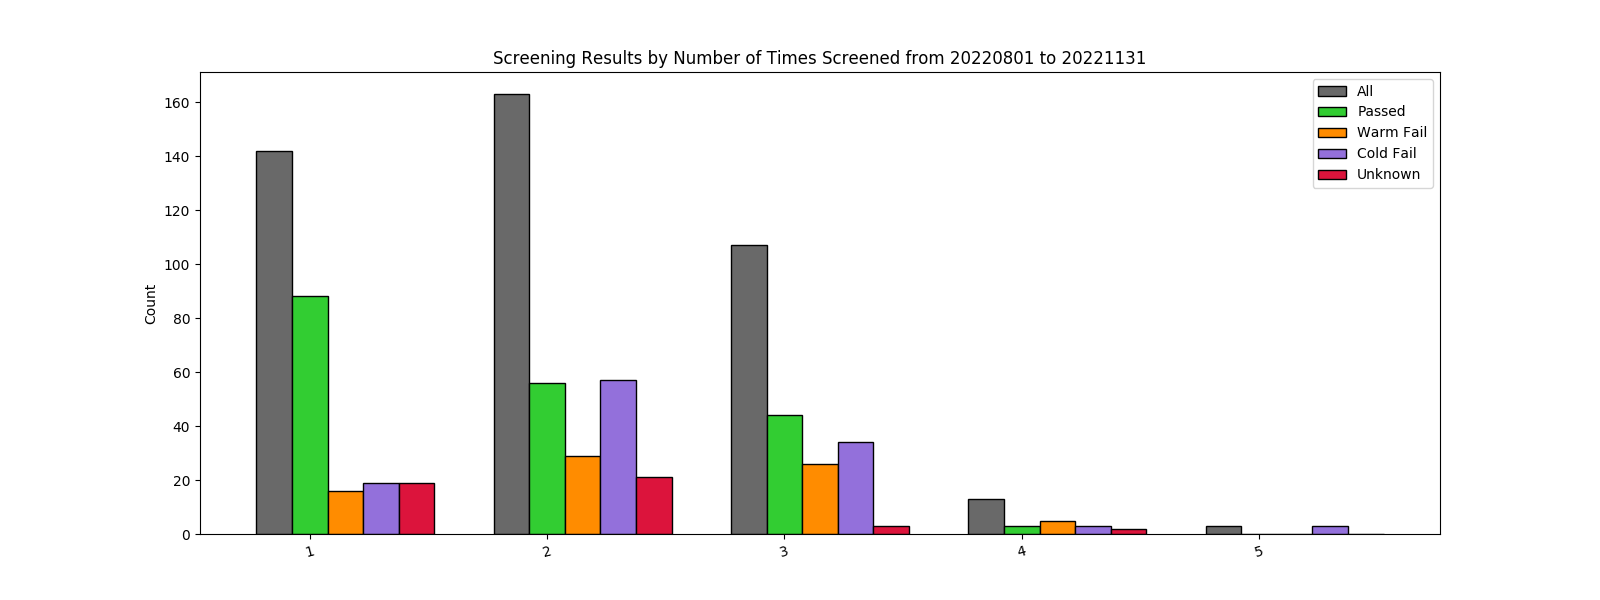 Screening Results by Number of Times Screened from 20220801 to 20221131
All
Passed
Warm Fail
Cold Fail
Unknown
Count
160
140
120
100
80
60
40
20
0
1 2 3 4 5